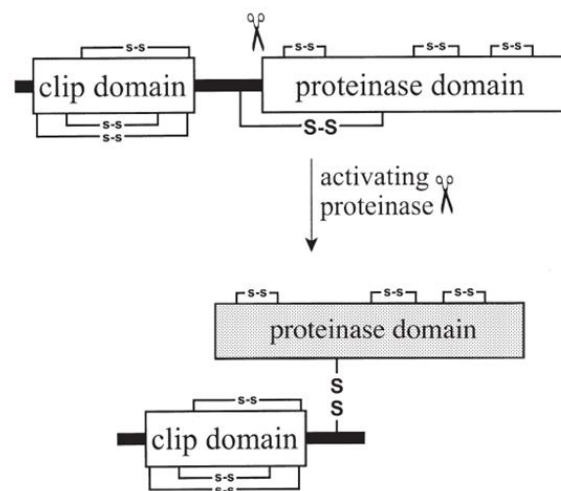 s-s
s-s s-s s-s
clip domain proteinase domain
s-s
s-s
S-S
activating
proteinase
s-s s-s s-s
proteinase domain
S
S
s-s
clip domain
s-s
s-s